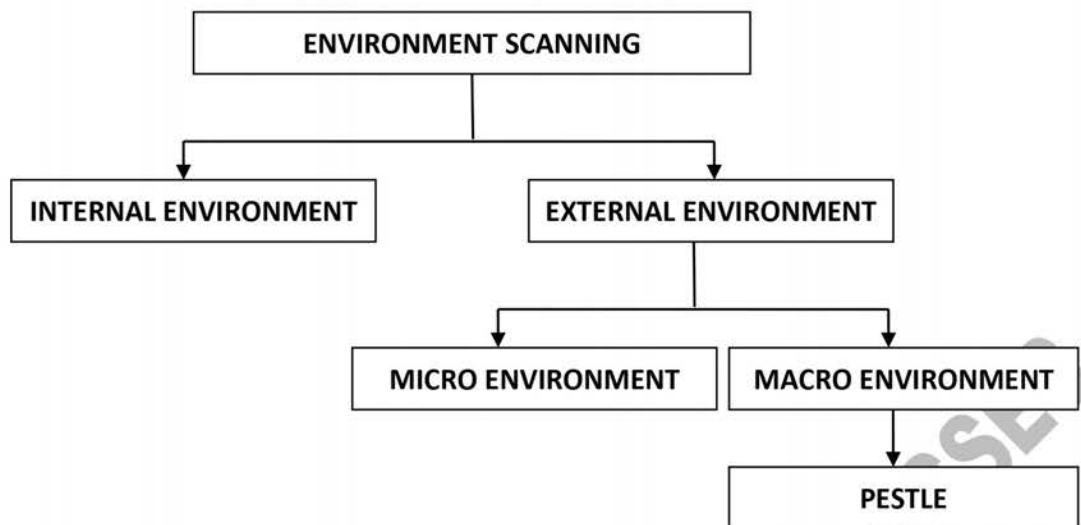 ENVIRONMENT SCANNING
INTERNAL ENVIRONMENT
EXTERNAL ENVIRONMENT
MICRO ENVIRONMENT
MACRO ENVIRONMENT
PESTLE